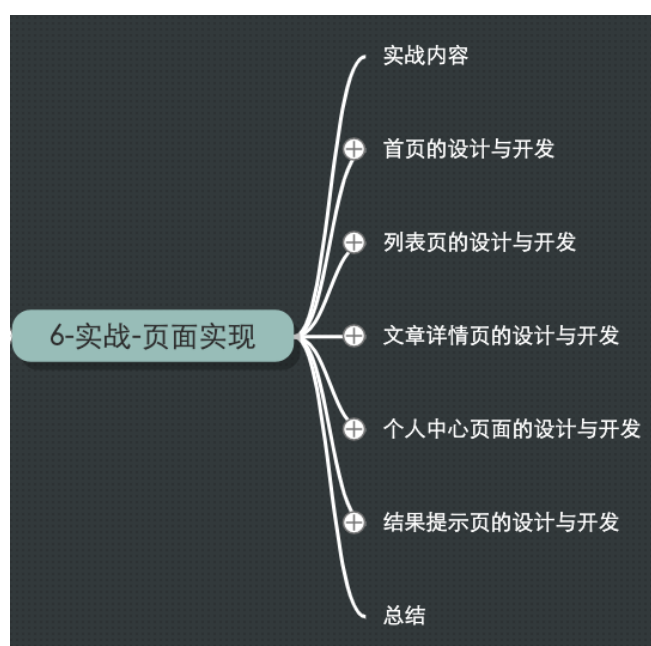 实战内容
首页的设计与开发
列表页的设计与开发
6-实战-页面实现
文章详情页的设计与开发
个人中心页面的设计与开发
结果提示页的设计与开发
总结